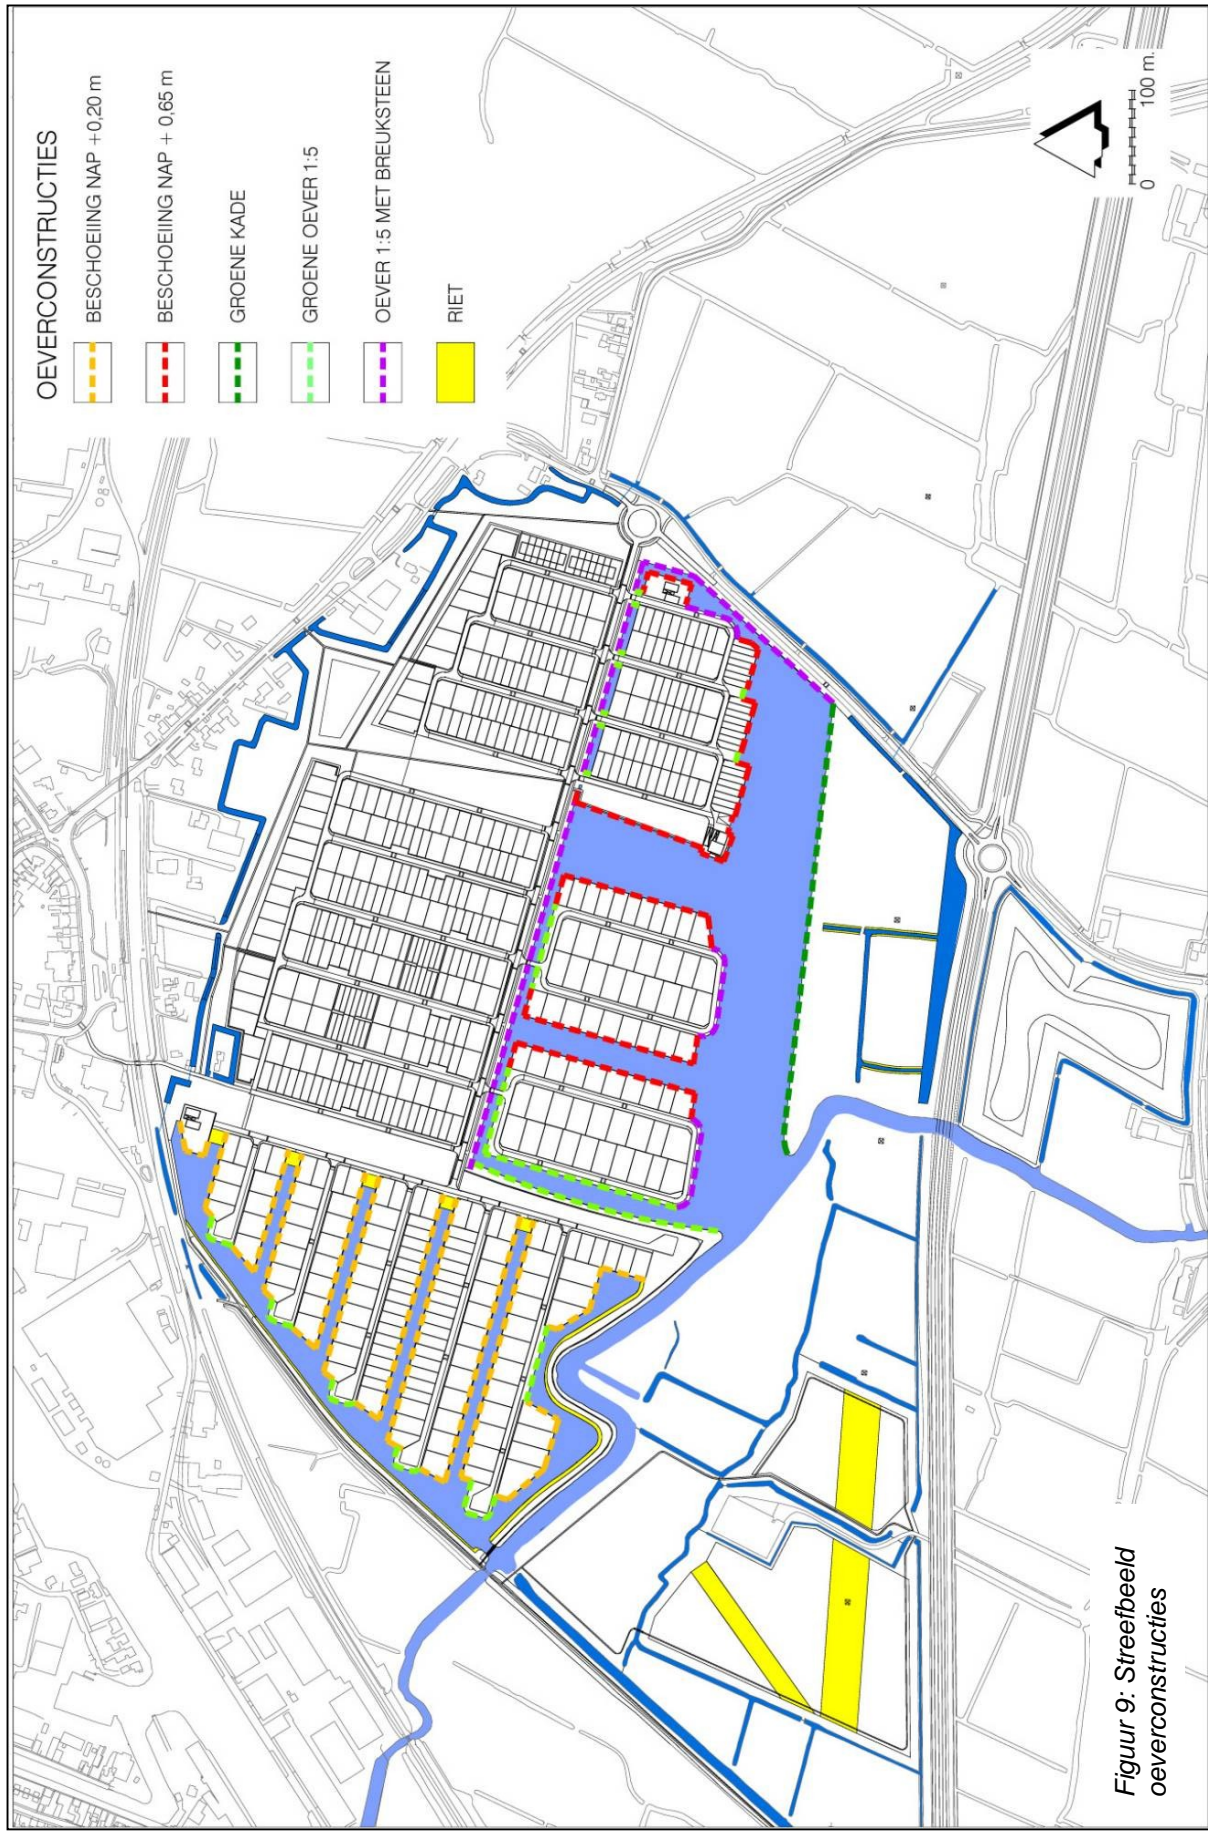 OEVERCONSTRUCTIES
BESCHOEIING NAP +0,20 m
BESCHOEIING NAP + 0,65 m
GROENE KADE
GROENE OEVER 1:5
OEVER 1:5 MET BREUKSTEEN
RIET
0 100 m.
Figuur 9: Streefbeeld
oeverconstructies